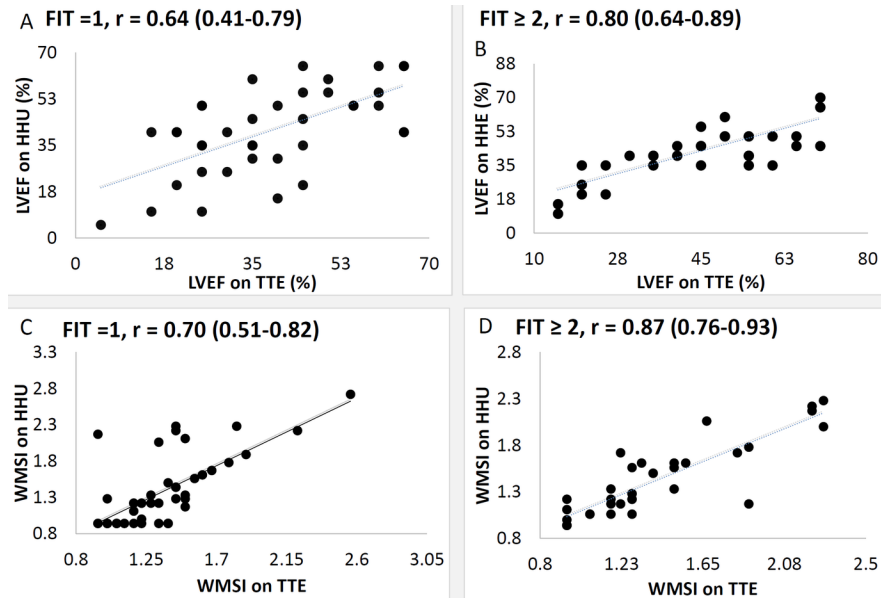 A FIT =1, r = 0.64 (0.41-0.79)
70
53
35
18
0
LVEF on HHU (%)
0 18 35 53 70
LVEF on TTE (%)
FIT ≥ 2, r = 0.80 (0.64-0.89)
B
88
70
53
35
18
0
LVEF on HHE (%)
10 28 45 63 80
LVEF on TTE (%)
C FIT =1, r = 0.70 (0.51-0.82)
3.3
2.8
2.3
1.8
1.3
0.8
WMSI on HHU
0.8 1.25 1.7 2.15 2.6 3.05
WMSI on TTE
D FIT ≥ 2, r = 0.87 (0.76-0.93)
2.8
2.3
1.8
1.3
0.8
WMSI on HHU
0.8 1.23 1.65 2.08 2.5
WMSI on TTE